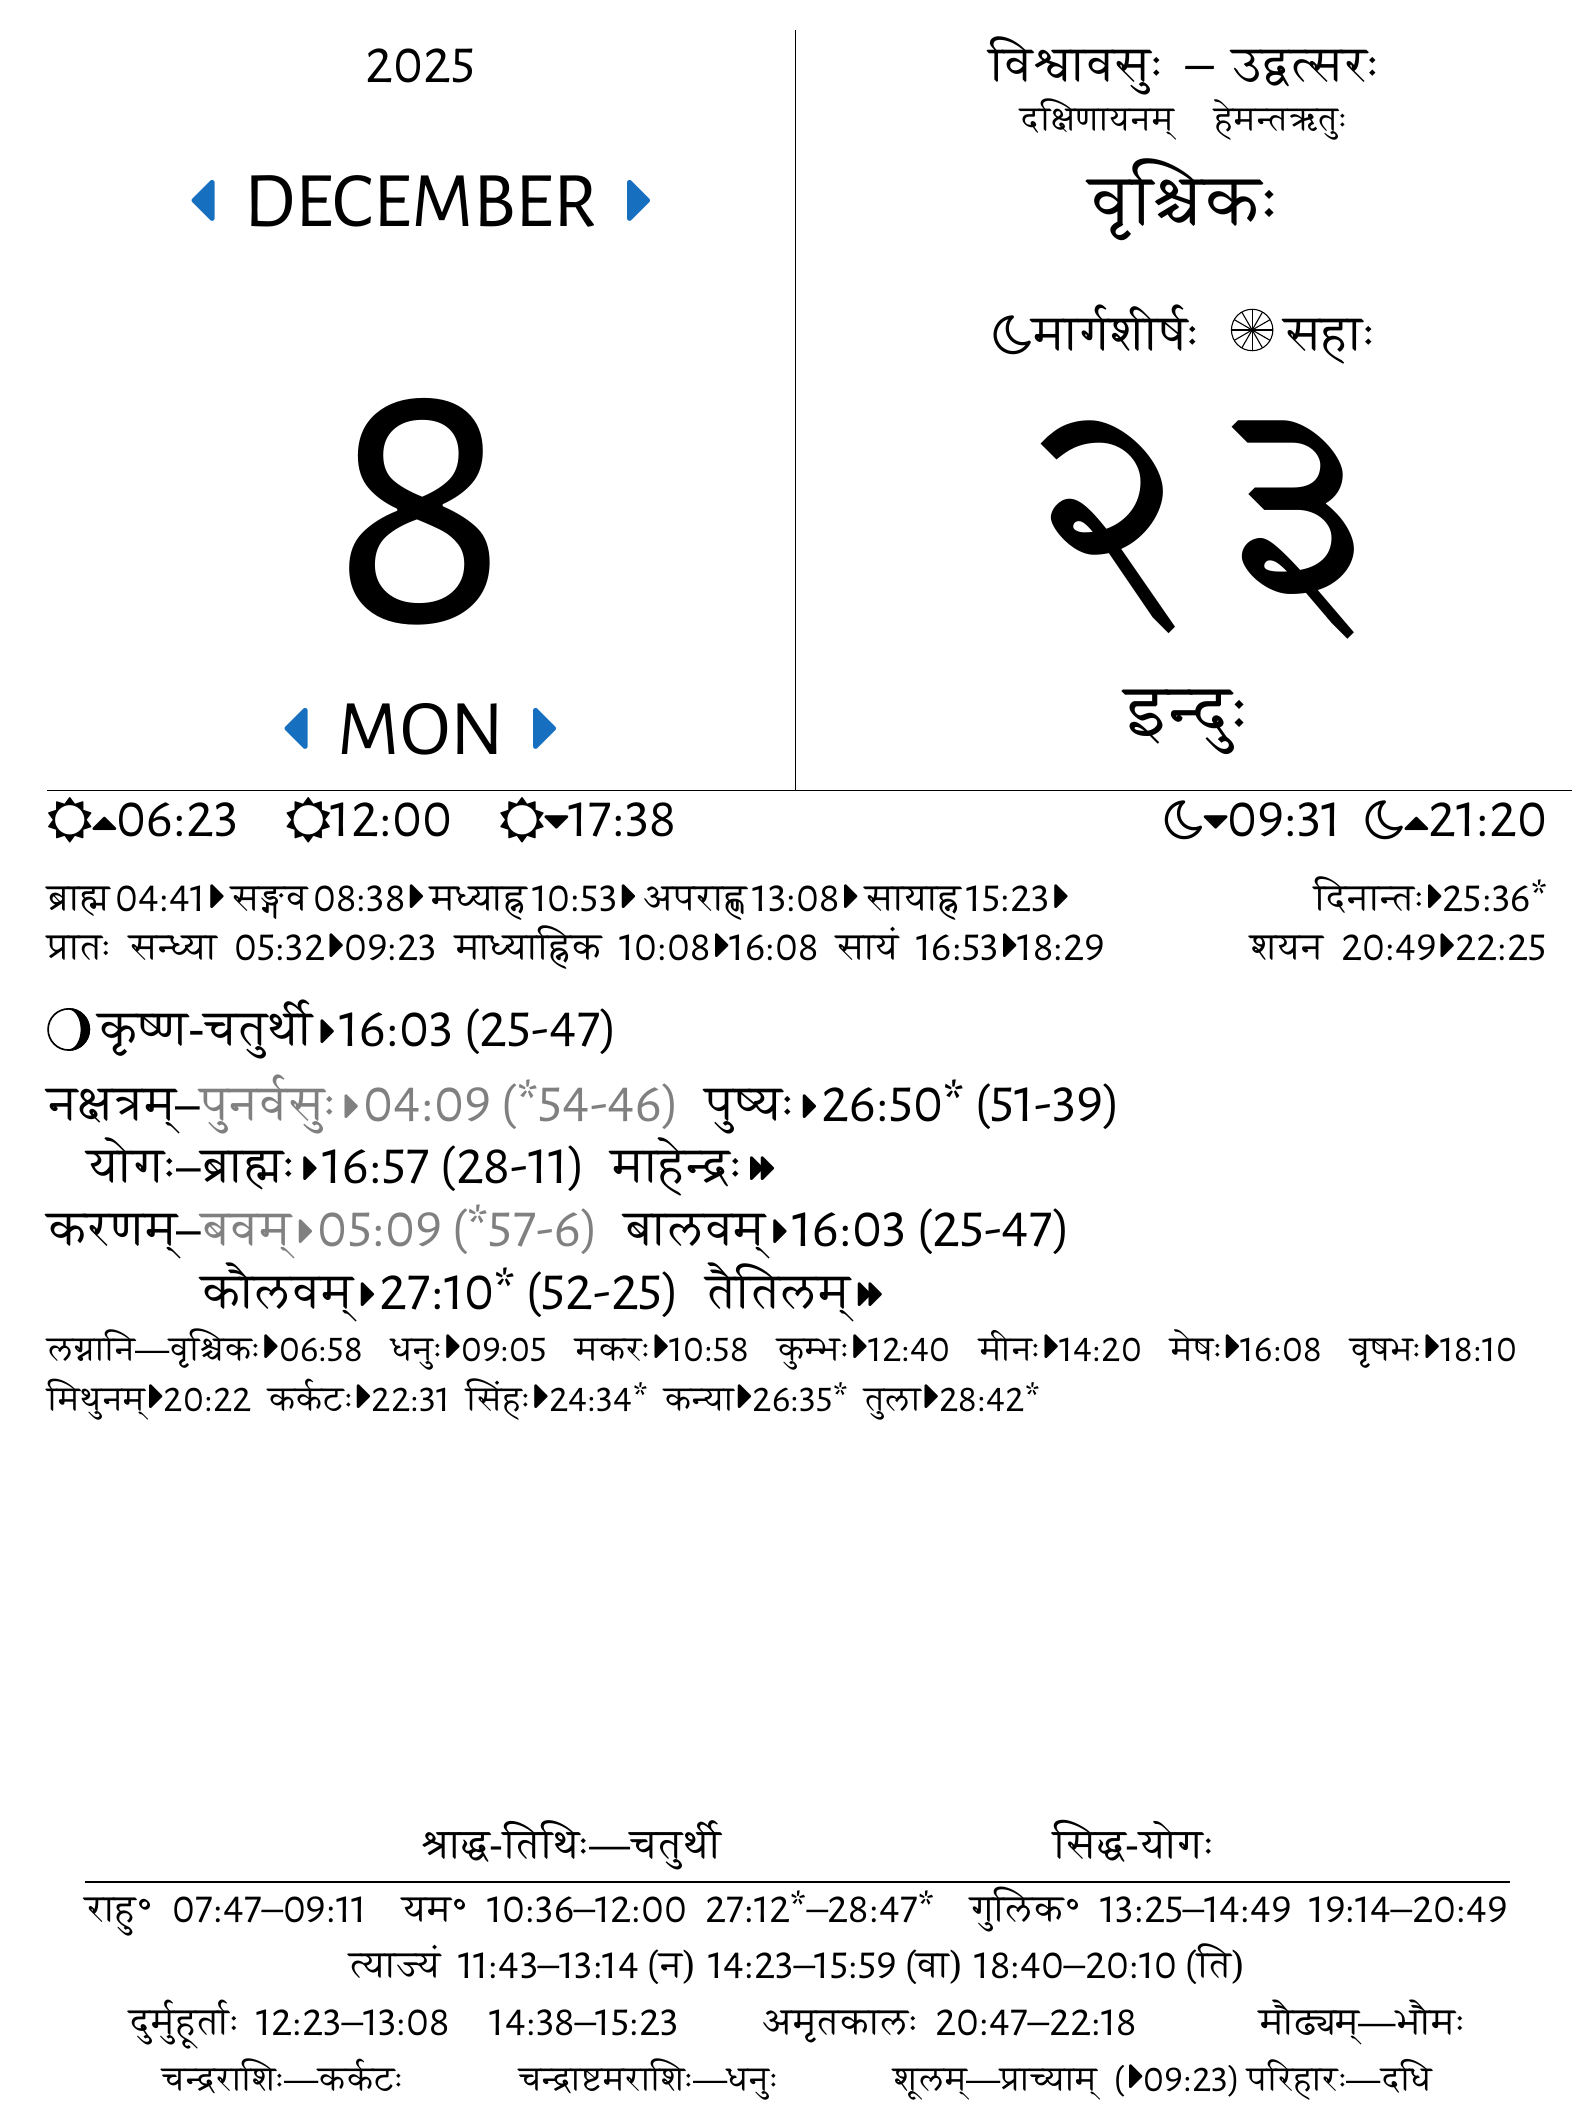 2025
DECEMBER
8
MON
विश्वावसुः – उद्वत्सरः
दक्षिणायनम् हेमन्तऋतुः
वृश्चिकः
मार्गशीर्षः सहाः
२३
इन्दुः
06:23 12:00 17:38 09:31 21:20
ब्राह्म 04:41 सङ्गव 08:38 मध्याह्न 10:53 अपराह्ण 13:08 सायाह्न 15:23 दिनान्तः 25:36*
प्रातः सन्ध्या 05:32 09:23 माध्याह्निक 10:08 16:08 सायं 16:53 18:29 शयन 20:49 22:25
कृष्ण-चतुर्थी 16:03 (25-47)
नक्षत्रम्–पुनर्वसुः 04:09 (*54-46) पुष्यः 26:50* (51-39)
योगः–ब्राह्मः 16:57 (28-11) माहेन्द्रः
करणम्–बवम् 05:09 (*57-6) बालवम् 16:03 (25-47)
कौलवम् 27:10* (52-25) तैतिलम्
लग्नानि—वृश्चिकः 06:58 धनुः 09:05 मकरः 10:58 कुम्भः 12:40 मीनः 14:20 मेषः 16:08 वृषभः 18:10
मिथुनम् 20:22 कर्कटः 22:31 सिंहः 24:34* कन्या 26:35* तुला 28:42*
श्राद्ध-तिथिः—चतुर्थी सिद्ध-योगः
राहु॰ 07:47–09:11 यम॰ 10:36–12:00 27:12*–28:47* गुलिक॰ 13:25–14:49 19:14–20:49
त्याज्यं 11:43–13:14 (न) 14:23–15:59 (वा) 18:40–20:10 (ति)
दुर्मुहूर्ताः 12:23–13:08 14:38–15:23 अमृतकालः 20:47–22:18 मौढ्यम्—भौमः
चन्द्रराशिः—कर्कटः चन्द्राष्टमराशिः—धनुः शूलम्—प्राच्याम् (09:23) परिहारः—दधि